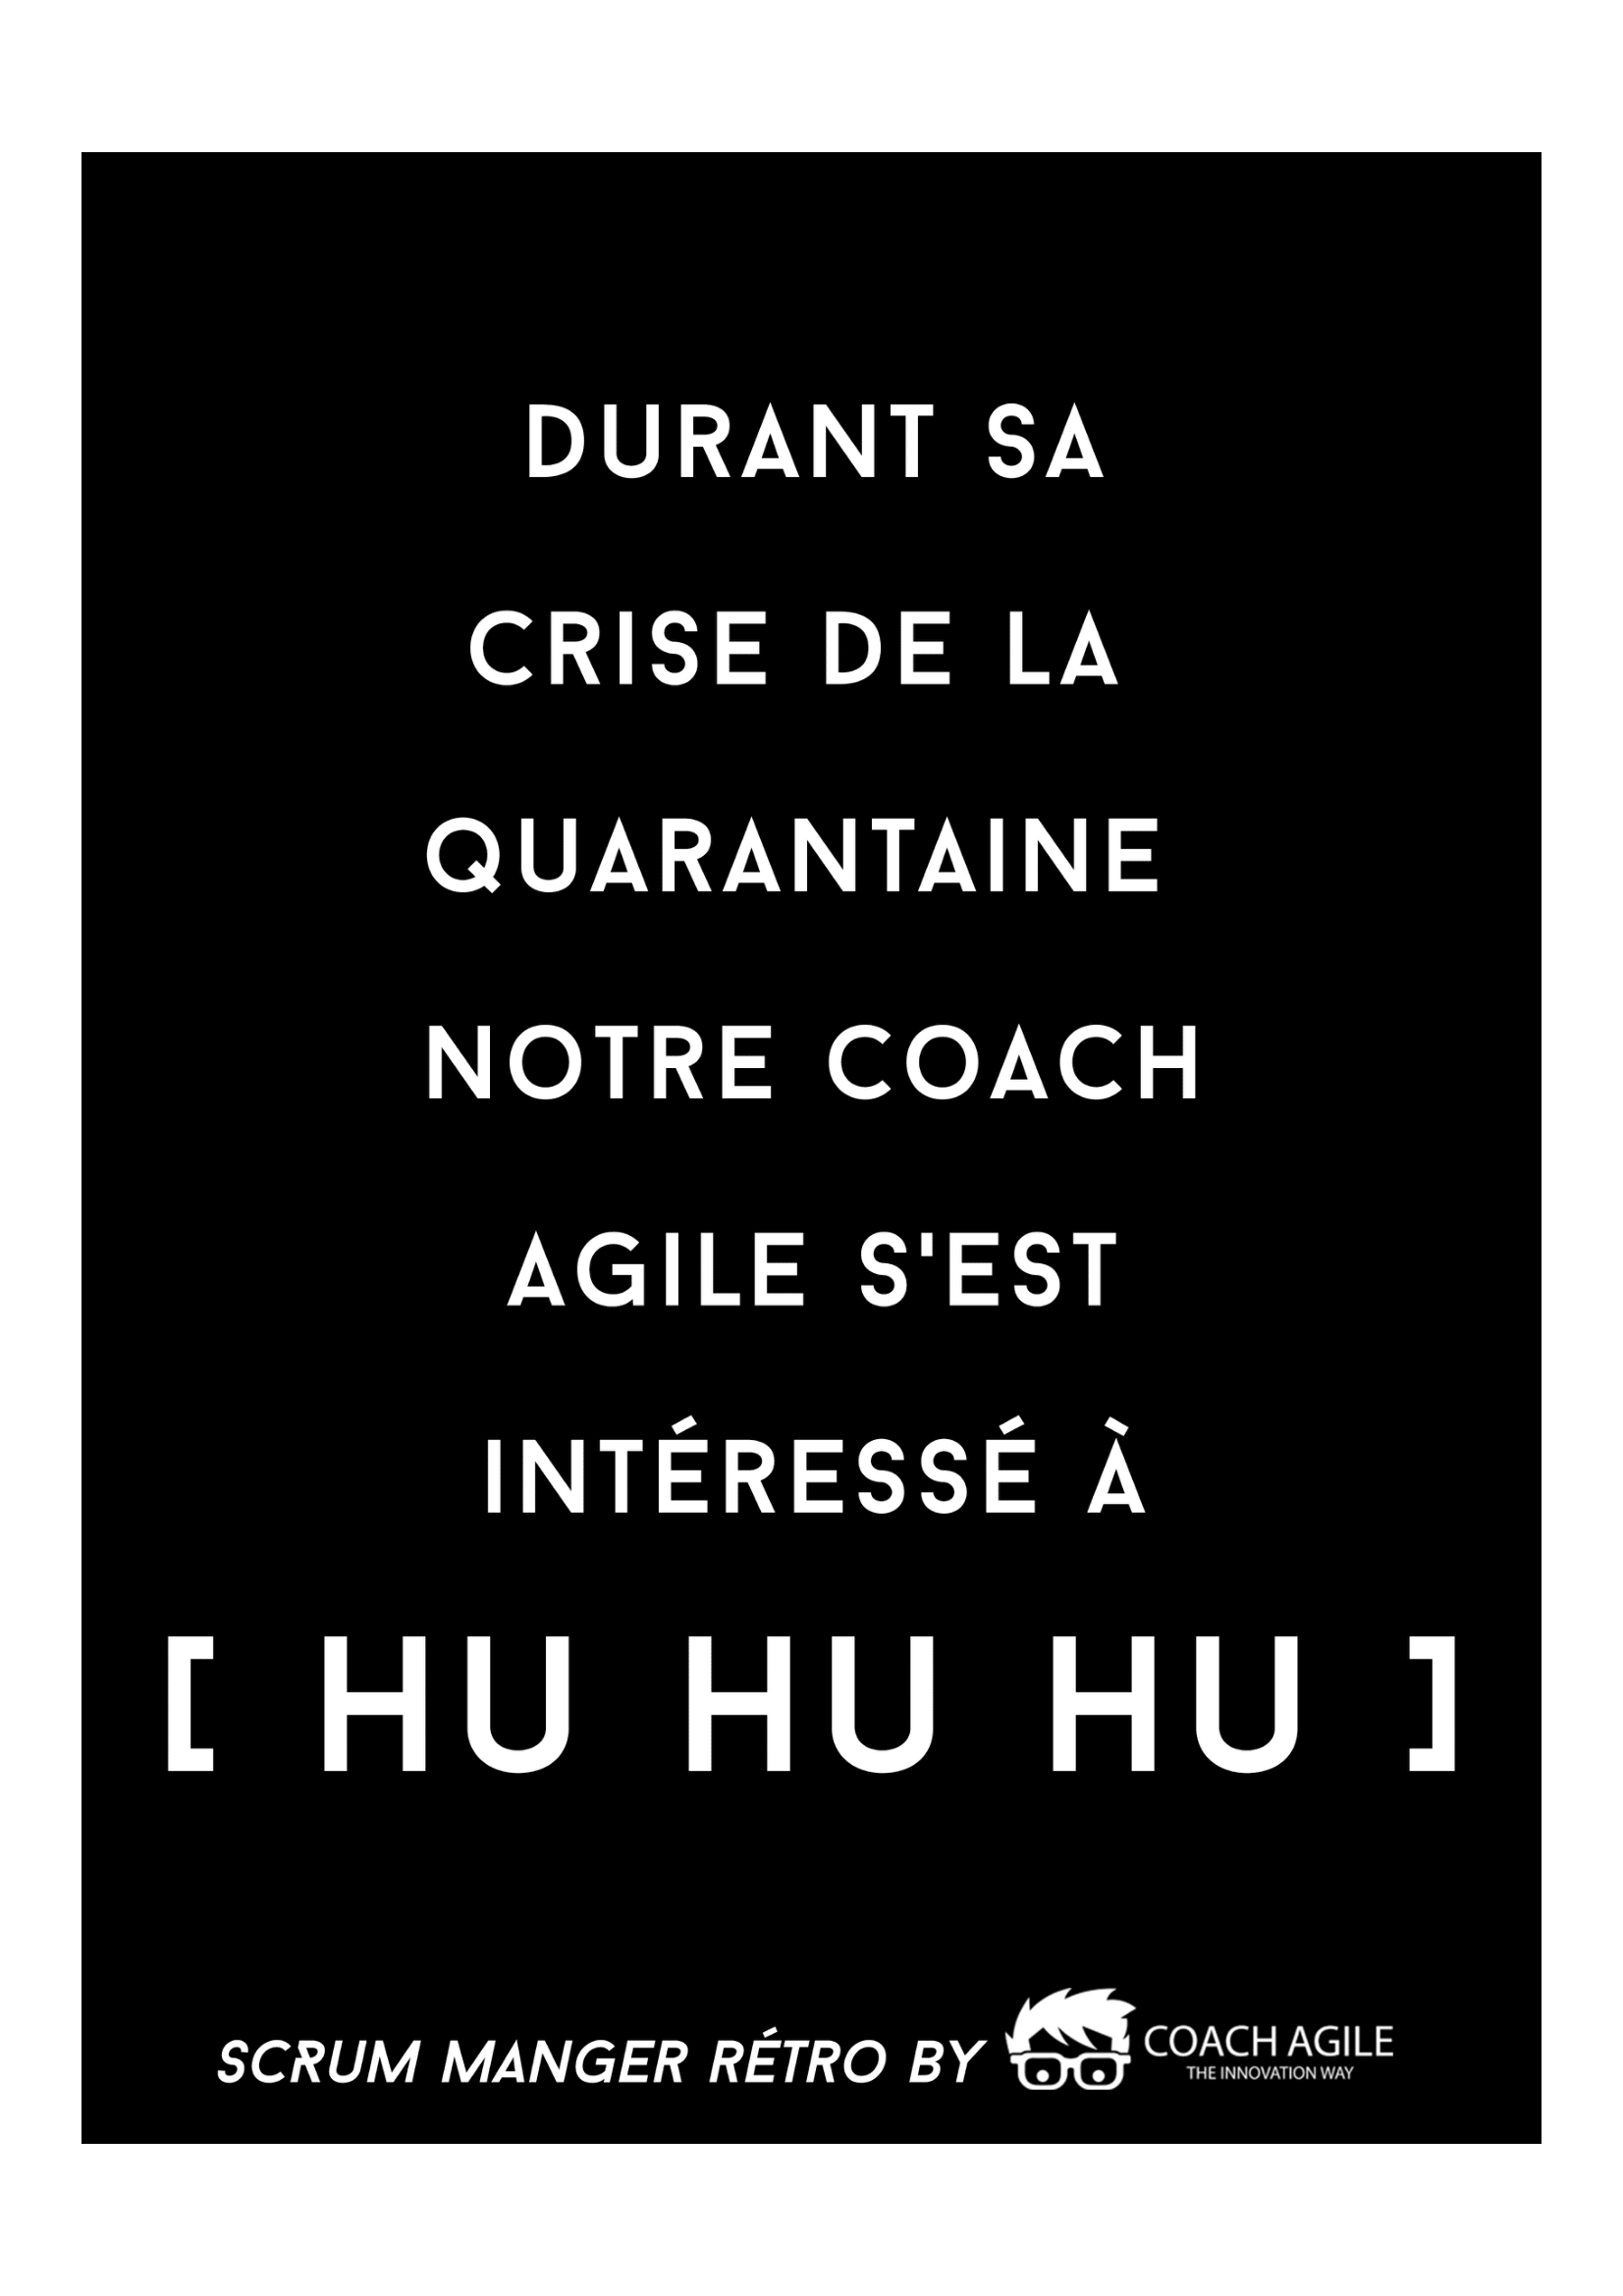 DURANT SA
CRISE DE LA
QUARANTAINE
NOTRE COACH
AGILE S'EST
INTÉRESSÉ À
[ HU HU HU ]
SCRUM MANGER RÉTRO BY
COACH AGILE
THE INNOVATION WAY